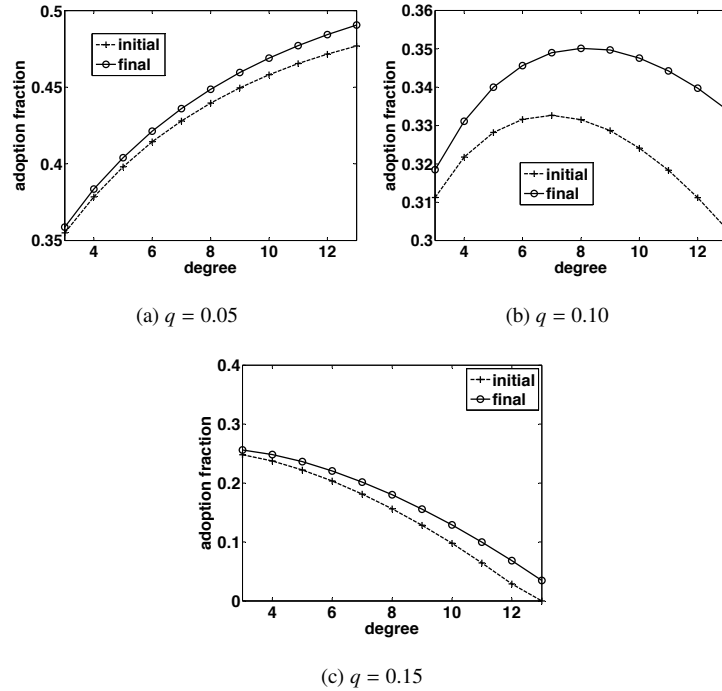 0.5
0.45
0.4
0.35
adoption fraction
initial
final
4 6 8 10 12
degree
(a) q = 0.05
0.36
0.35
0.34
0.33
0.32
0.31
0.3
adoption fraction
initial
final
4 6 8 10 12
degree
(b) q = 0.10
0.4
0.3
0.2
0.1
0
adoption fraction
initial
final
4 6 8 10 12
degree
(c) q = 0.15